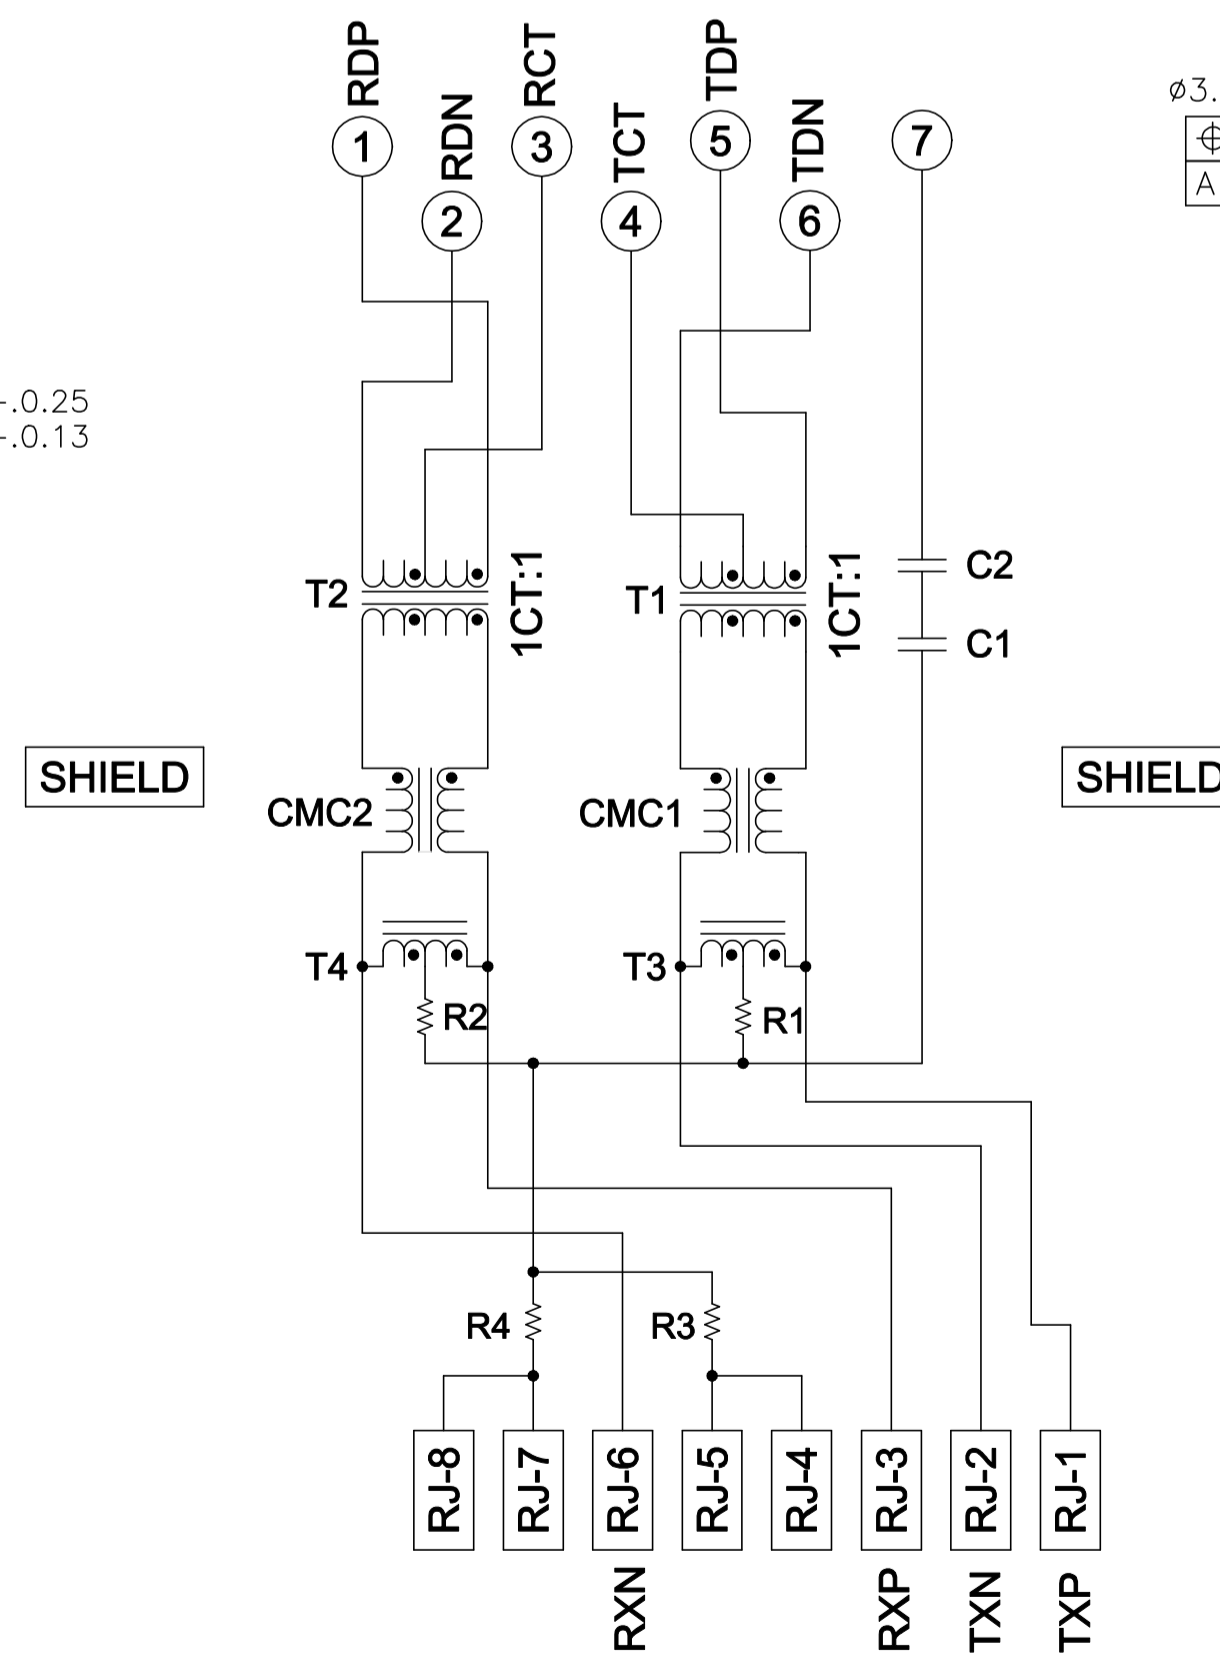 RDP
RDN
RCT
TCT
TDP
TDN
1
2
3
4
5
6
7
Ø3.
A
-.0.25
-.0.13
T2
1CT:1
T1
1CT:1
C2
C1
SHIELD
SHIELD
CMC2
CMC1
T4
T3
R2
R1
R4
R3
RJ-8
RJ-7
RJ-6
RJ-5
RJ-4
RJ-3
RJ-2
RJ-1
RXN
RXP
TXN
TXP